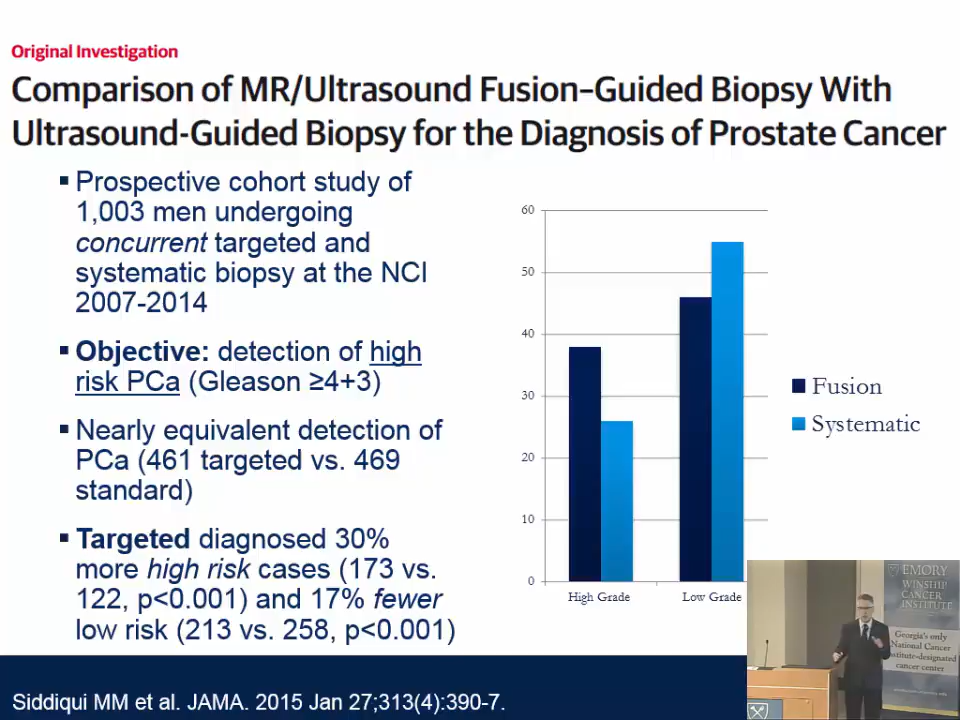 Original Investigation
Comparison of MR/Ultrasound Fusion–Guided Biopsy With
Ultrasound-Guided Biopsy for the Diagnosis of Prostate Cancer
▪ Prospective cohort study of
1,003 men undergoing
concurrent targeted and
systematic biopsy at the NCI
2007-2014
▪ Objective: detection of high
risk PCa (Gleason ≥4+3)
▪ Nearly equivalent detection of
PCa (461 targeted vs. 469
standard)
▪ Targeted diagnosed 30%
more high risk cases (173 vs.
122, p<0.001) and 17% fewer
low risk (213 vs. 258, p<0.001)
60
50
40
30
20
10
0
High Grade
Low Grade
Fusion
Systematic
EMORY
WINSHIP
CANCER
INSTITUTE
Georgia's only
National Cancer
Institute-designated
cancer center
Siddiqui MM et al. JAMA. 2015 Jan 27;313(4):390-7.